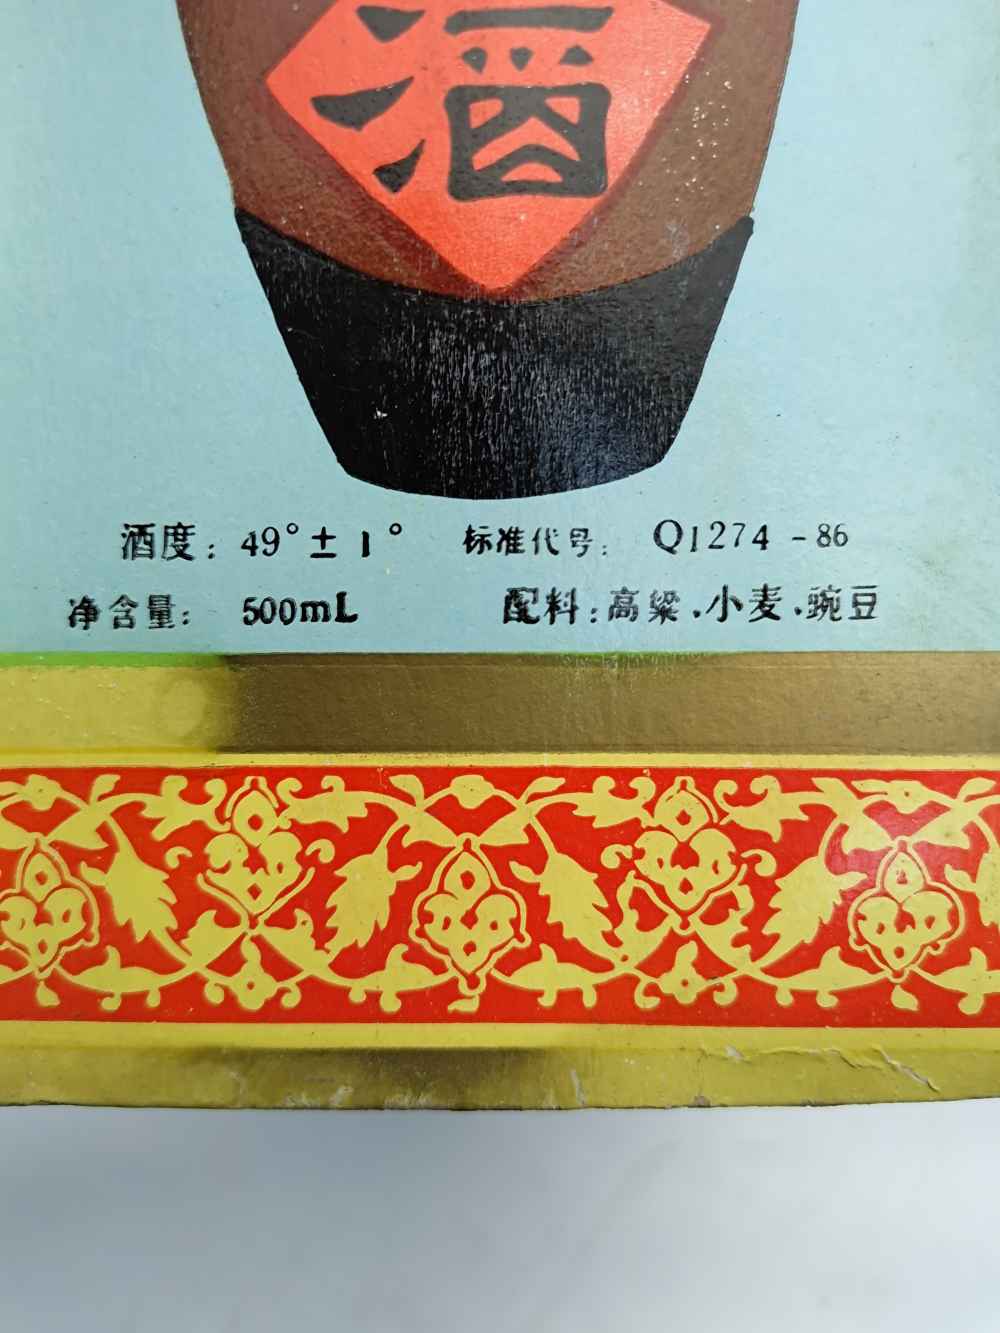 酒
酒度：49°±1° 标准代号：Q1274-86
净含量：500mL 配料：高粱.小麦.豌豆